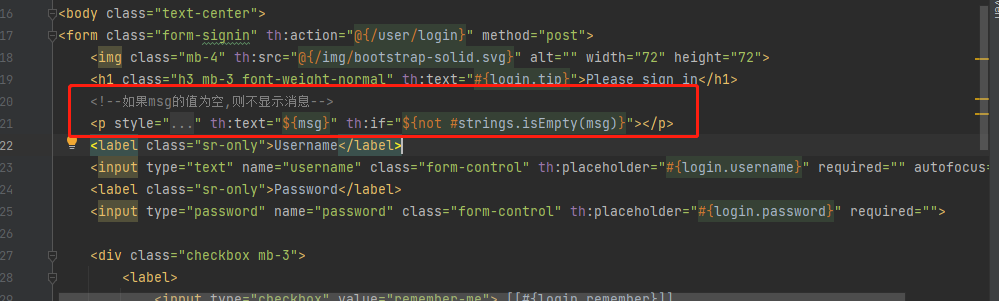 16 <body class="text-center">
17 <form class="form-signin" th:action="@{/user/login}" method="post">
18 <img class="mb-4" th:src="@{/img/bootstrap-solid.svg}" alt="" width="72" height="72">
19 <h1 class="h3 mb-3 font-weight-normal" th:text="#{login.tip}">Please sign in</h1>
20 <!--如果msg的值为空,则不显示消息-->
21 <p style="..." th:text="${msg}" th:if="${not #strings.isEmpty(msg)}"></p>
22 <label class="sr-only">Username</label>
23 <input type="text" name="username" class="form-control" th:placeholder="#{login.username}" required="" autofocus=
24 <label class="sr-only">Password</label>
25 <input type="password" name="password" class="form-control" th:placeholder="#{login.password}" required="">
26
27 <div class="checkbox mb-3">
28 <label>
29 <input type="checkbox" value="remember-me"> [[#{login.remember}]]